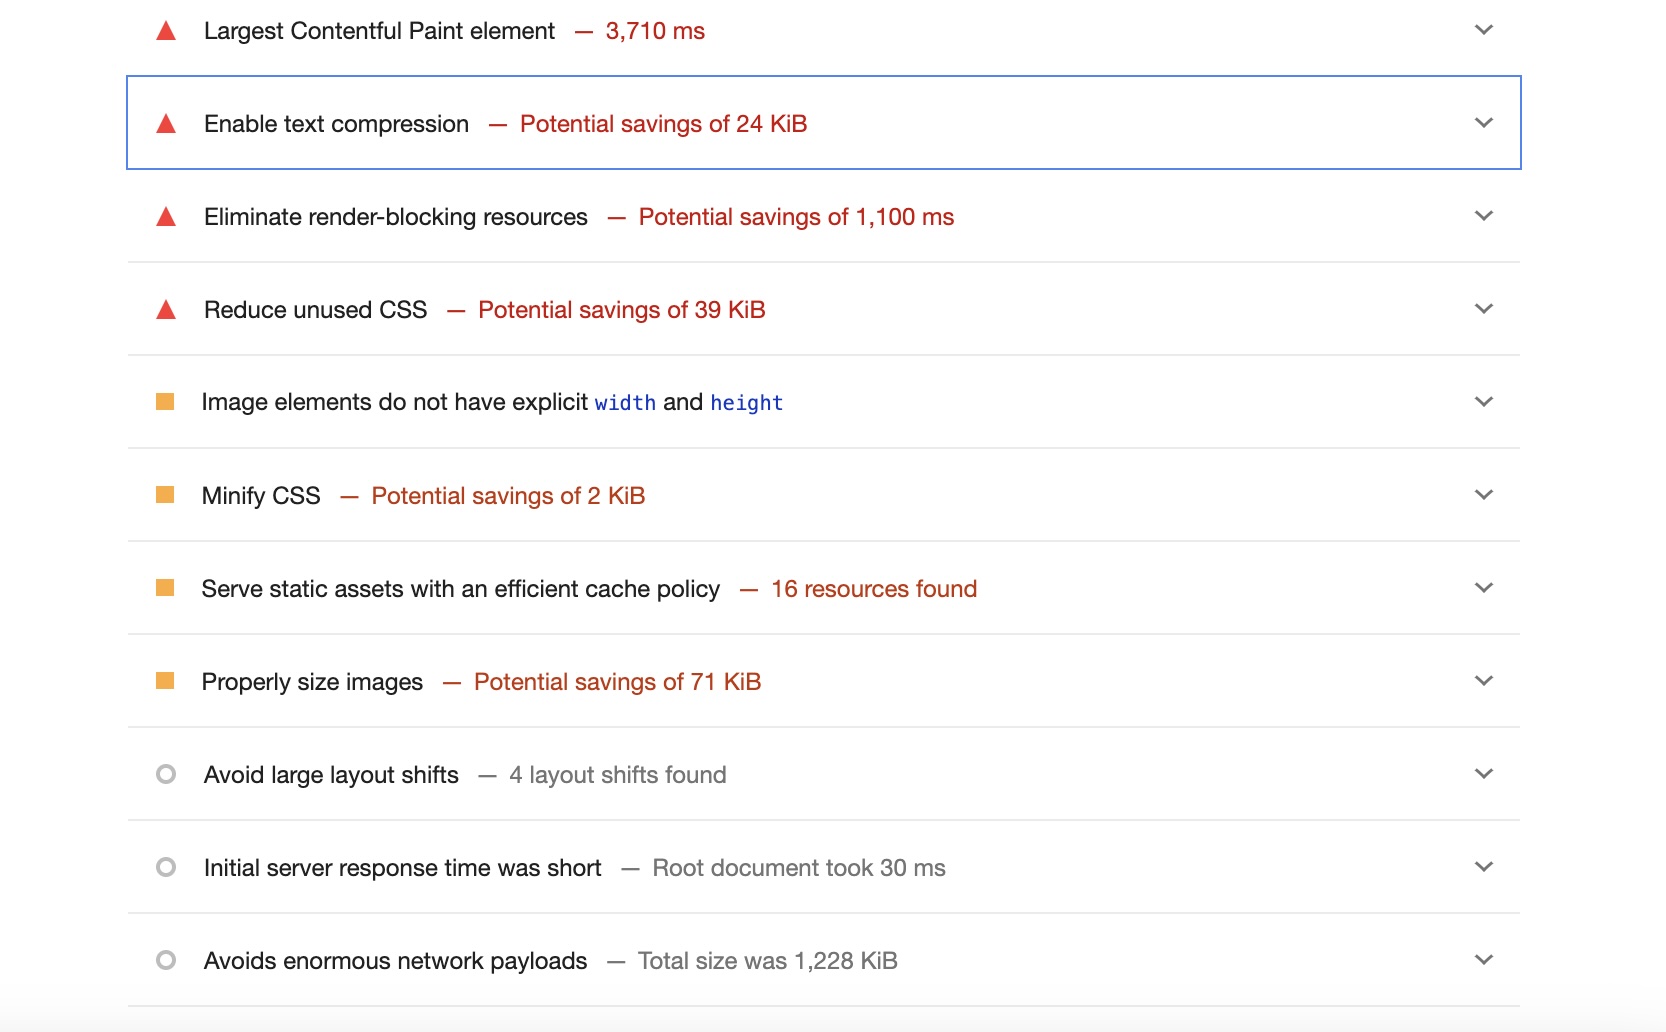 Largest Contentful Paint element — 3,710 ms
Enable text compression — Potential savings of 24 KiB
Eliminate render-blocking resources — Potential savings of 1,100 ms
Reduce unused CSS — Potential savings of 39 KiB
Image elements do not have explicit width and height
Minify CSS — Potential savings of 2 KiB
Serve static assets with an efficient cache policy — 16 resources found
Properly size images — Potential savings of 71 KiB
Avoid large layout shifts — 4 layout shifts found
Initial server response time was short — Root document took 30 ms
Avoids enormous network payloads — Total size was 1,228 KiB